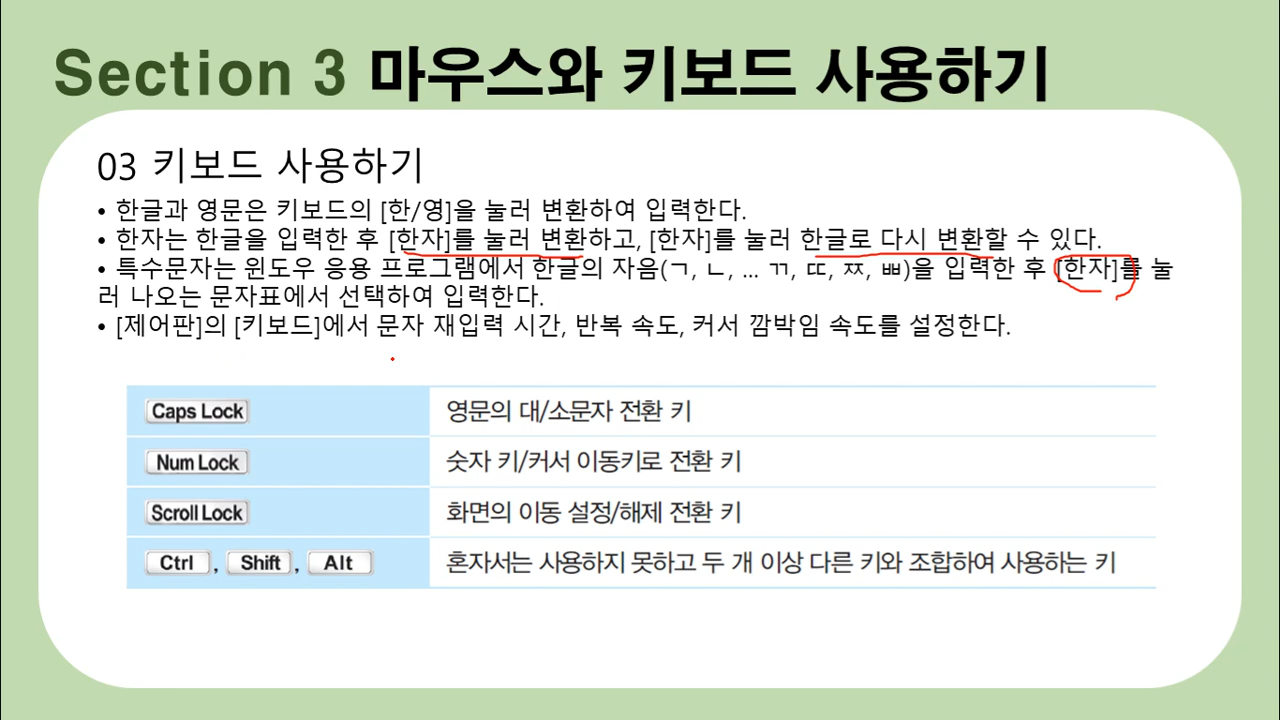 Section 3 마우스와 키보드 사용하기
03 키보드 사용하기
• 한글과 영문은 키보드의 [한/영]을 눌러 변환하여 입력한다.
• 한자는 한글을 입력한 후 [한자]를 눌러 변환하고, [한자]를 눌러 한글로 다시 변환할 수 있다.
• 특수문자는 윈도우 응용 프로그램에서 한글의 자음(ㄱ, ㄴ, ... ㄲ, ㄸ, ㅉ, ㅃ)을 입력한 후 [한자]를 눌
러 나오는 문자표에서 선택하여 입력한다.
• [제어판]의 [키보드]에서 문자 재입력 시간, 반복 속도, 커서 깜박임 속도를 설정한다.
Caps Lock 영문의 대/소문자 전환 키
Num Lock 숫자 키/커서 이동키로 전환 키
Scroll Lock 화면의 이동 설정/해제 전환 키
Ctrl , Shift , Alt 혼자서는 사용하지 못하고 두 개 이상 다른 키와 조합하여 사용하는 키